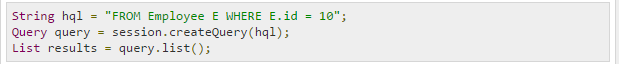 String hql = "FROM Employee E WHERE E.id = 10";
Query query = session.createQuery(hql);
List results = query.list();